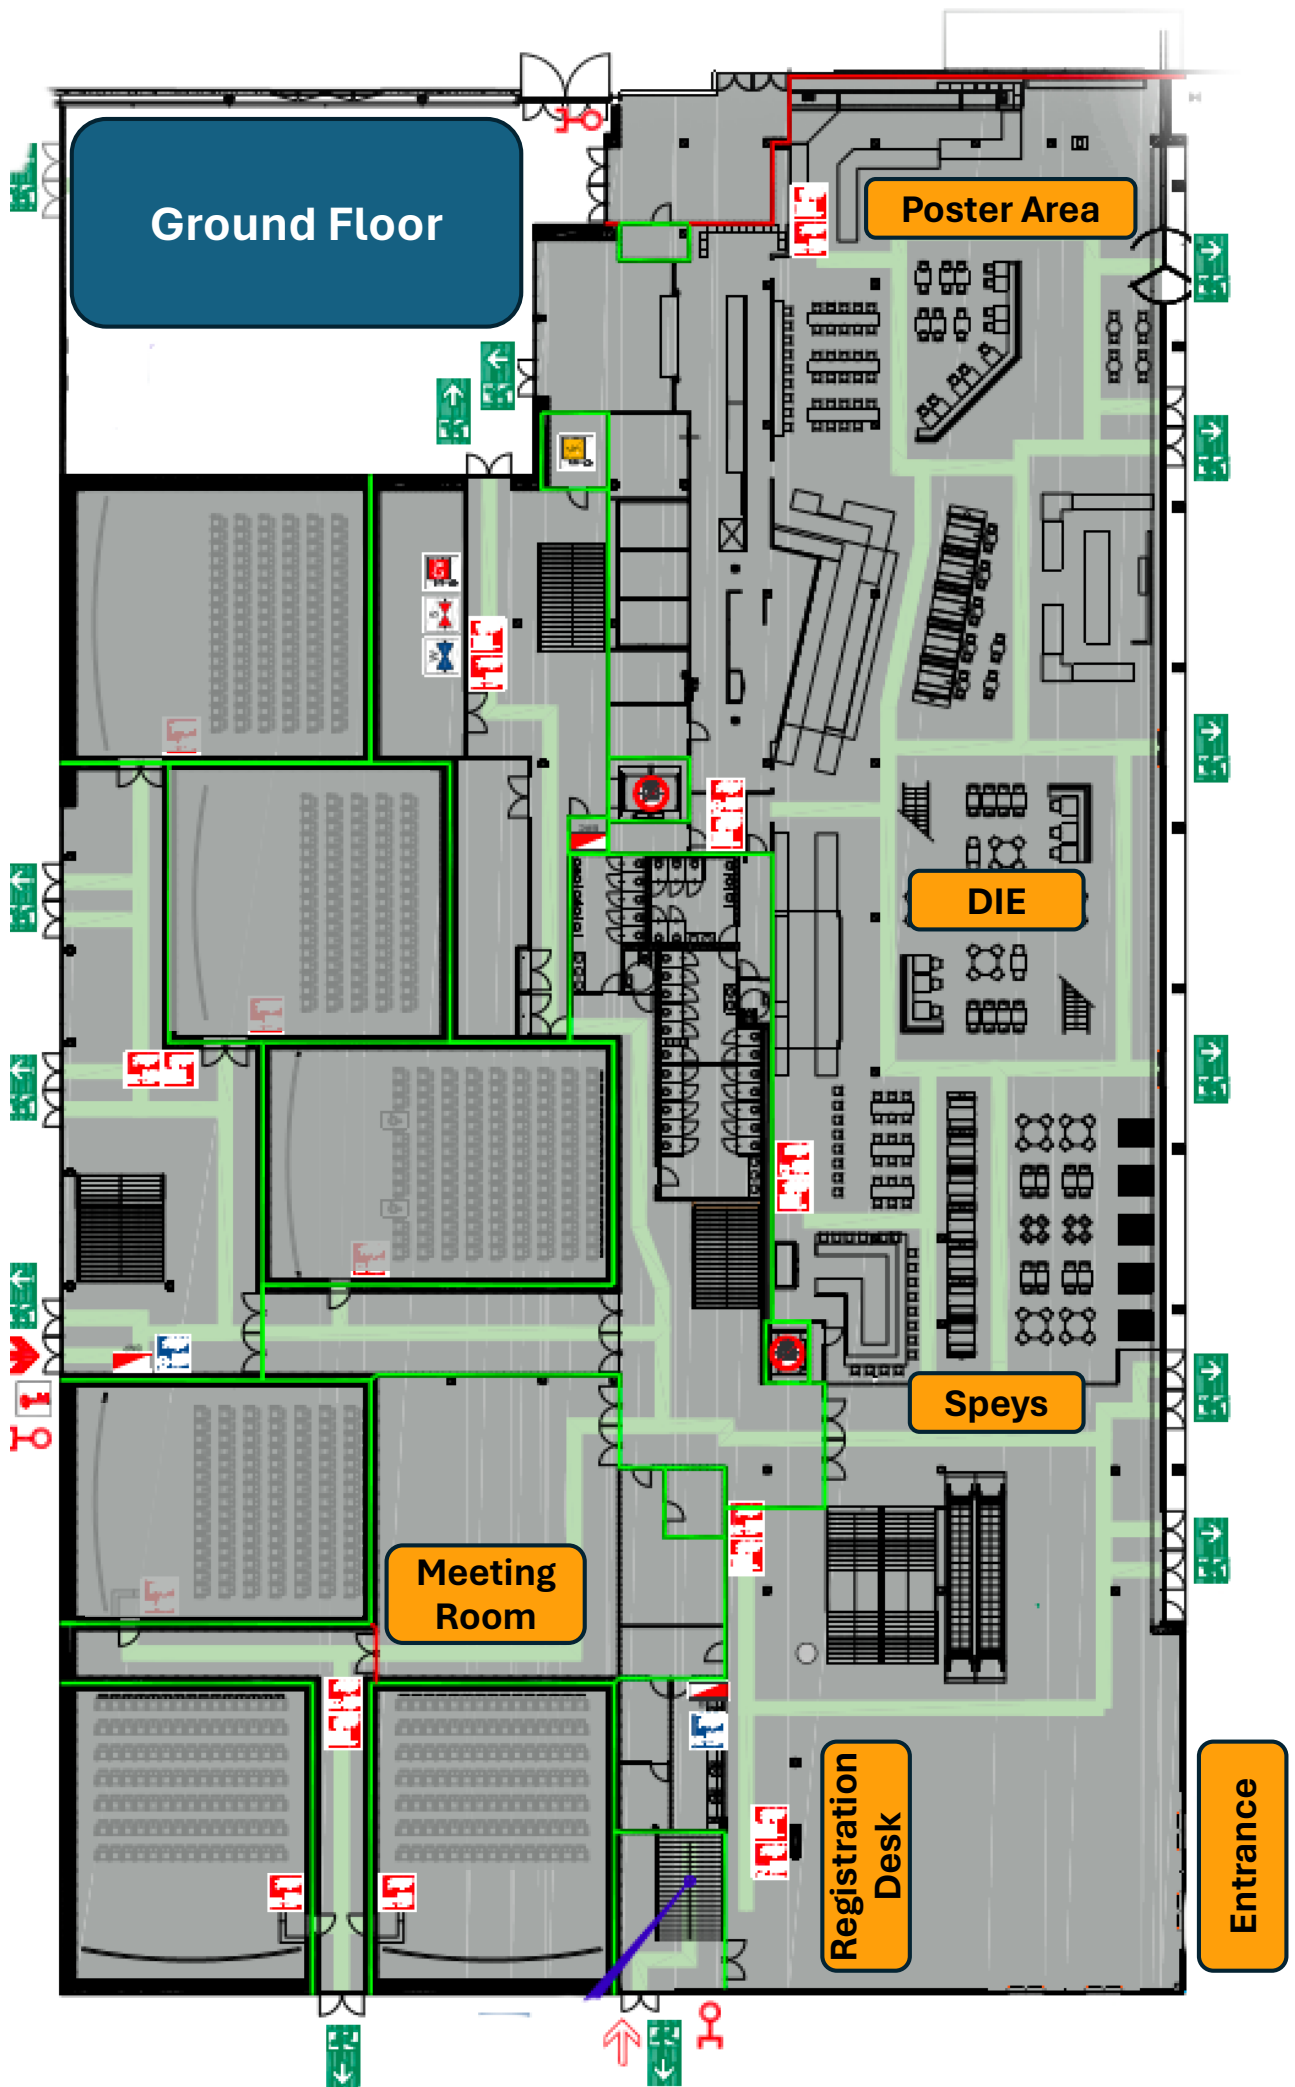 Ground Floor
Poster Area
DIE
Speys
Meeting
Room
Registration
Desk
Entrance
G